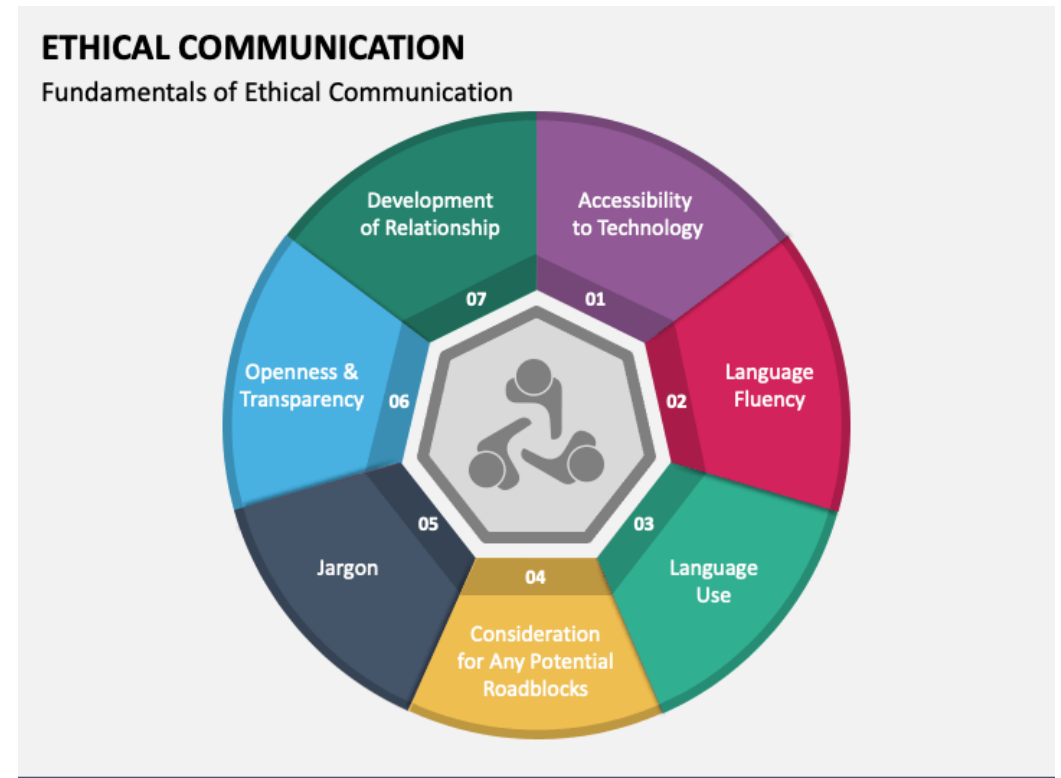 ETHICAL COMMUNICATION
Fundamentals of Ethical Communication
Accessibility
to Technology
01
Language
Fluency
02
Language
Use
03
Consideration
for Any Potential
Roadblocks
04
Jargon
05
Openness &
Transparency
06
Development
of Relationship
07